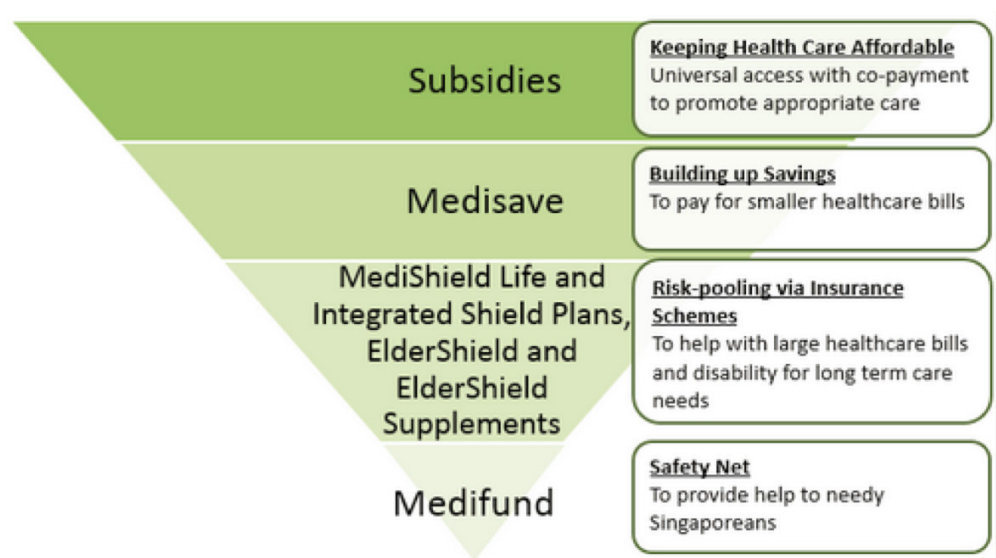 Subsidies
Keeping Health Care Affordable
Universal access with co-payment
to promote appropriate care
Medisave
Building up Savings
To pay for smaller healthcare bills
MediShield Life and
Integrated Shield Plans,
ElderShield and
ElderShield
Supplements
Risk-pooling via Insurance
Schemes
To help with large healthcare bills
and disability for long term care
needs
Medifund
Safety Net
To provide help to needy
Singaporeans